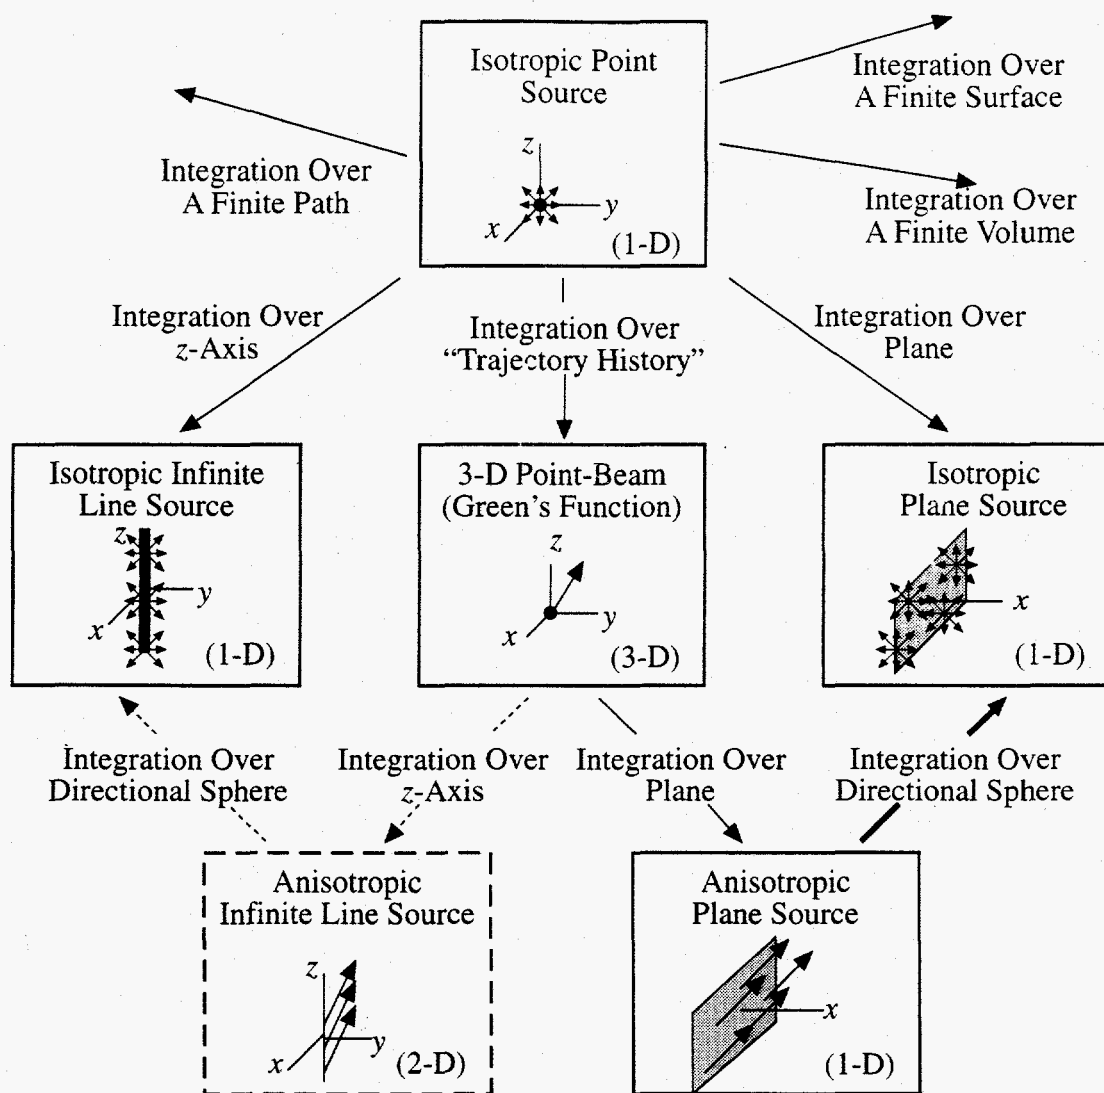 Isotropic Point
Source
z
y
x
(1-D)
Integration Over
A Finite Surface
Integration Over
A Finite Path
Integration Over
A Finite Volume
Integration Over
z-Axis
Integration Over
“Trajectory History”
Integration Over
Plane
Isotropic Infinite
Line Source
z
y
x
(1-D)
3-D Point-Beam
(Green's Function)
z
y
x
(3-D)
Isotropic
Plane Source
x
(1-D)
Integration Over
Directional Sphere
Integration Over
z-Axis
Integration Over
Plane
Integration Over
Directional Sphere
Anisotropic
Infinite Line Source
z
y
x
(2-D)
Anisotropic
Plane Source
x
(1-D)